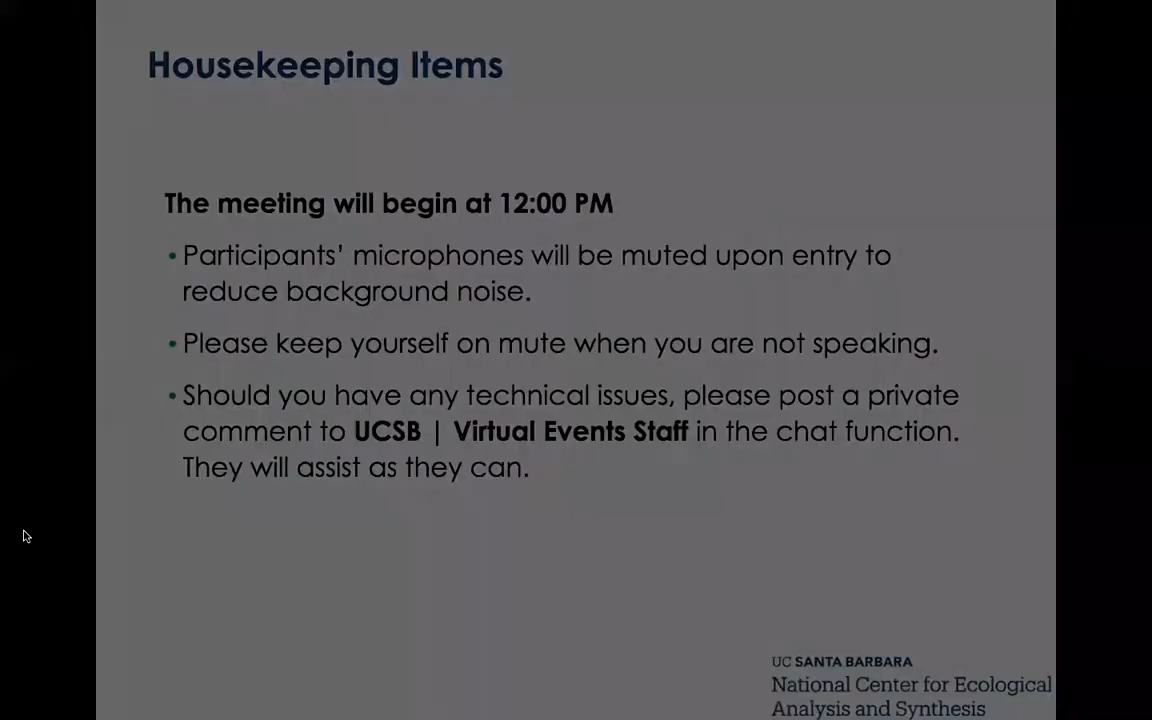 Housekeeping Items
The meeting will begin at 12:00 PM
• Participants’ microphones will be muted upon entry to
reduce background noise.
• Please keep yourself on mute when you are not speaking.
• Should you have any technical issues, please post a private
comment to UCSB | Virtual Events Staff in the chat function.
They will assist as they can.
UC SANTA BARBARA
National Center for Ecological
Analysis and Synthesis